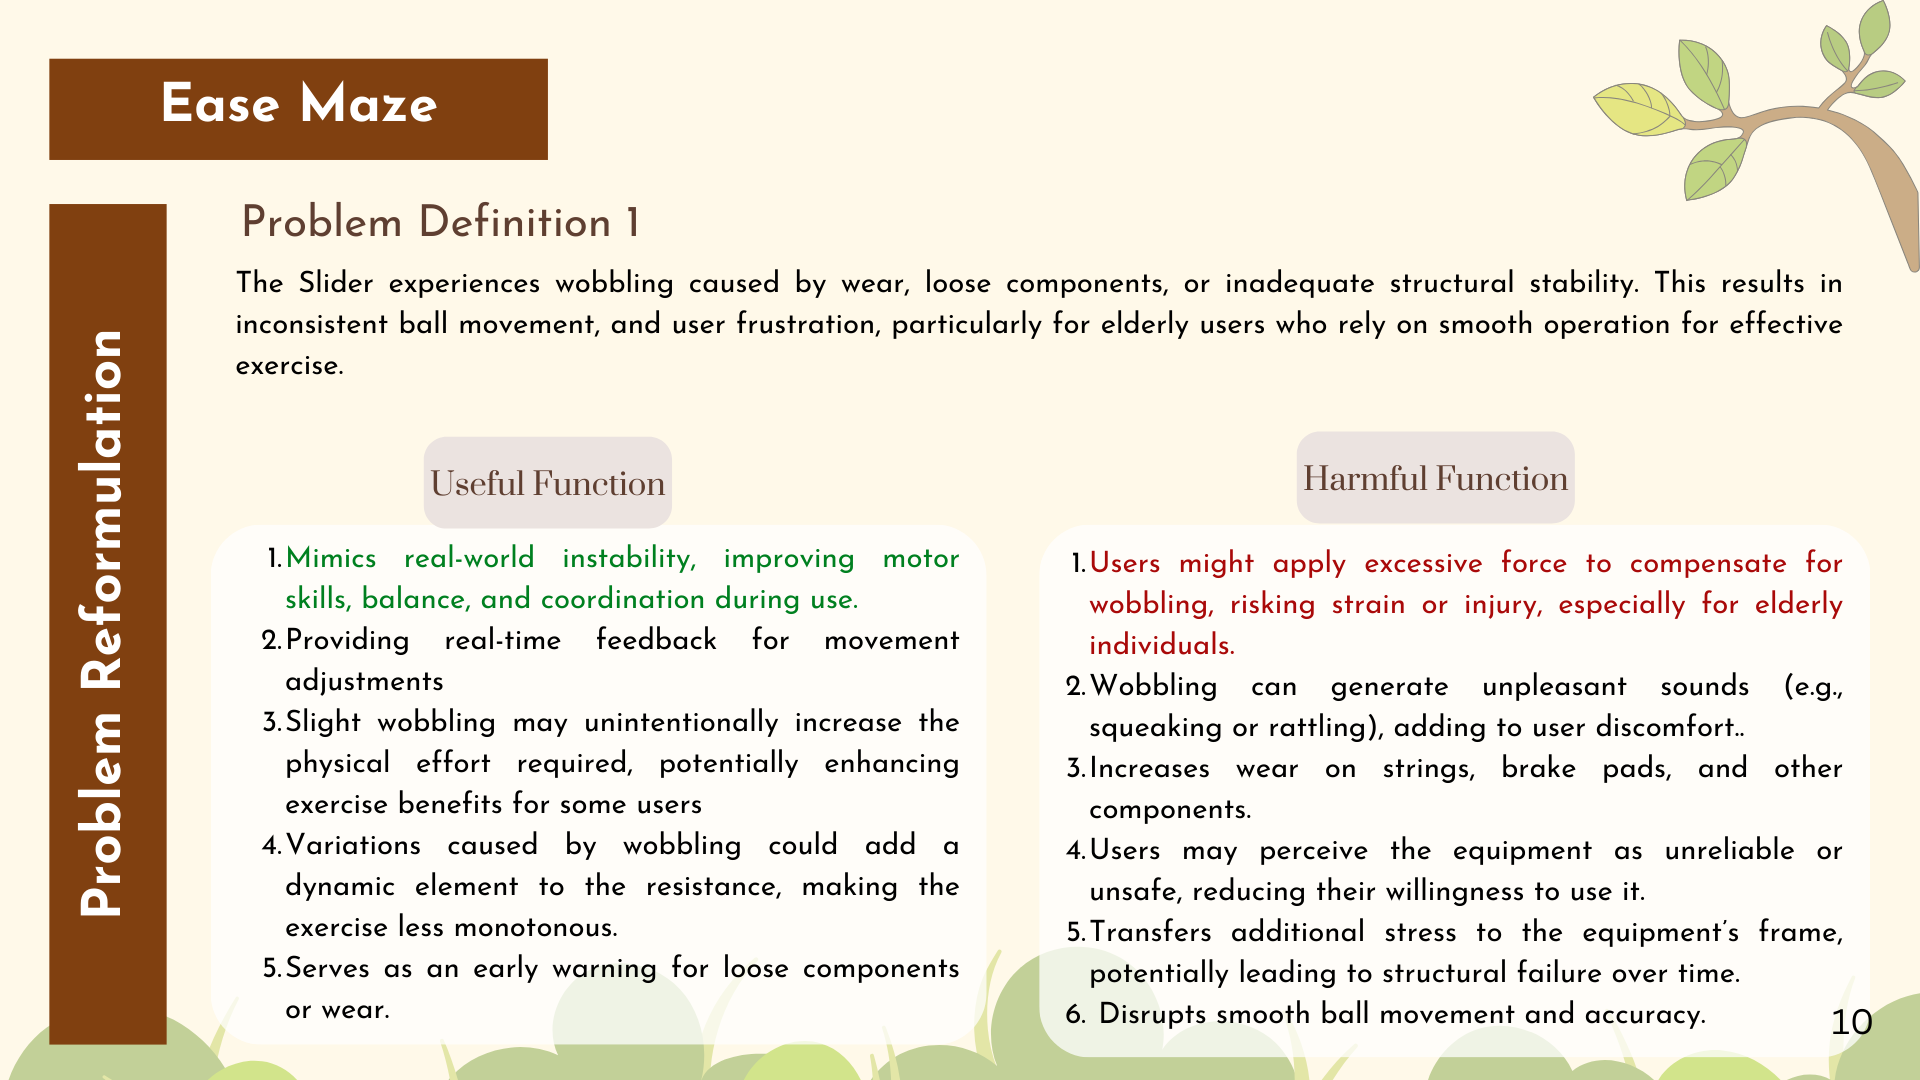 Ease Maze
Problem Reformulation
Problem Definition 1
The Slider experiences wobbling caused by wear, loose components, or inadequate structural stability. This results in
inconsistent ball movement, and user frustration, particularly for elderly users who rely on smooth operation for effective
exercise.
Useful Function
1. Mimics real-world instability, improving motor
skills, balance, and coordination during use.
2. Providing real-time feedback for movement
adjustments
3. Slight wobbling may unintentionally increase the
physical effort required, potentially enhancing
exercise benefits for some users
4. Variations caused by wobbling could add a
dynamic element to the resistance, making the
exercise less monotonous.
5. Serves as an early warning for loose components
or wear.
Harmful Function
1. Users might apply excessive force to compensate for
wobbling, risking strain or injury, especially for elderly
individuals.
2. Wobbling can generate unpleasant sounds (e.g.,
squeaking or rattling), adding to user discomfort..
3. Increases wear on strings, brake pads, and other
components.
4. Users may perceive the equipment as unreliable or
unsafe, reducing their willingness to use it.
5. Transfers additional stress to the equipment's frame,
potentially leading to structural failure over time.
6. Disrupts smooth ball movement and accuracy.
10